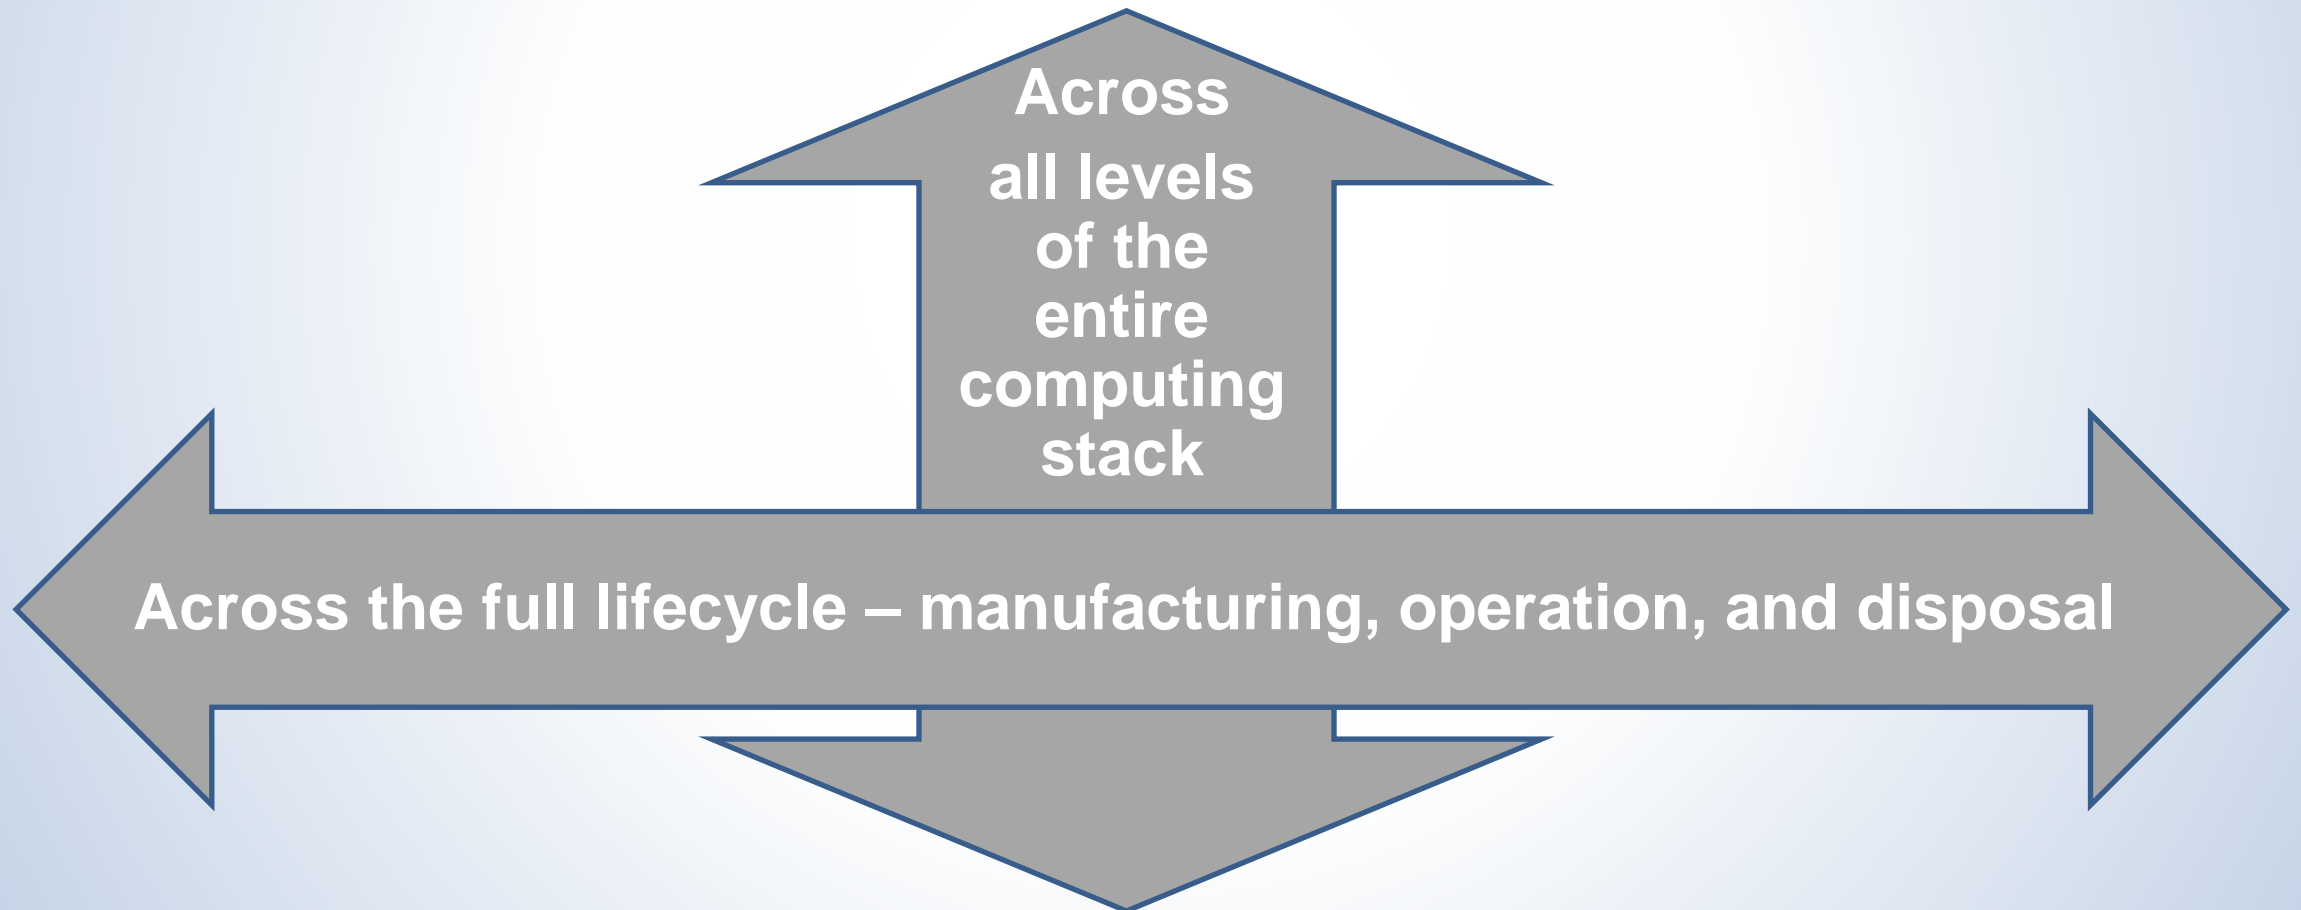 Across
all levels
of the
entire
computing
stack
Across the full lifecycle – manufacturing, operation, and disposal